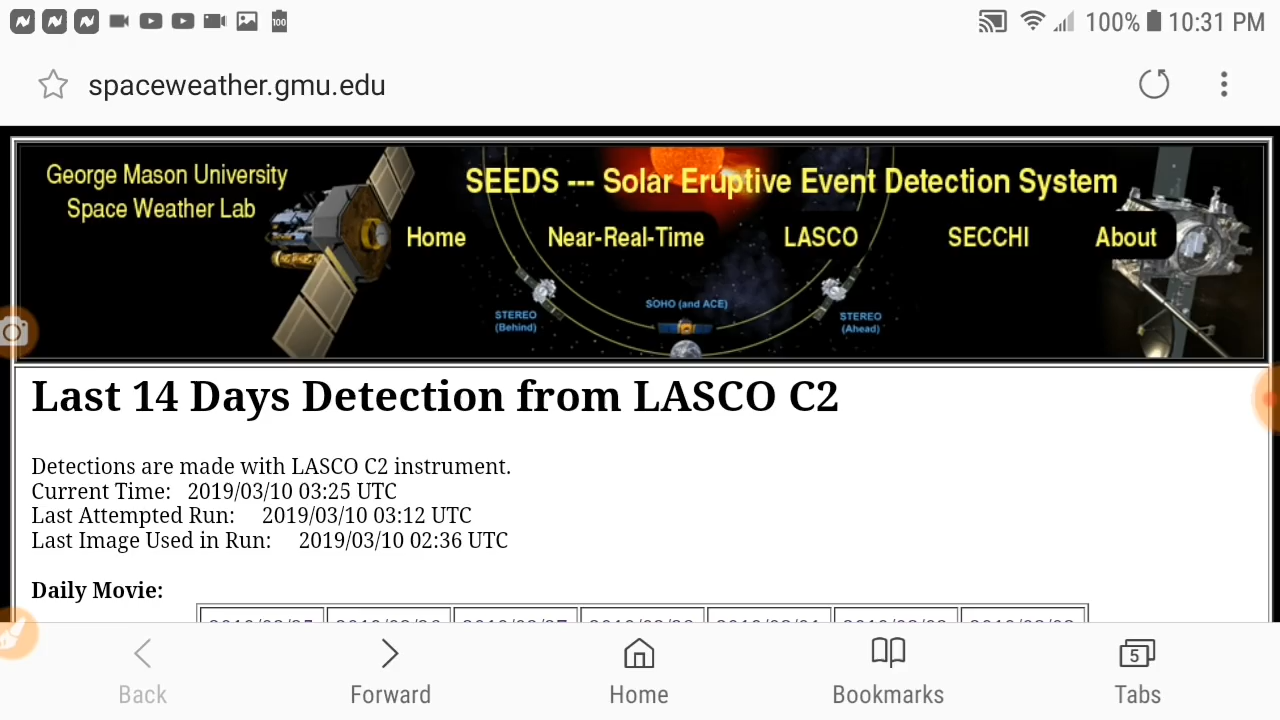 100% 10:31 PM
spaceweather.gmu.edu
George Mason University
Space Weather Lab
SEEDS --- Solar Eruptive Event Detection System
Home Near-Real-Time LASCO SECCHI About
STEREO
(Behind)
SOHO (and ACE)
STEREO
(Ahead)
Last 14 Days Detection from LASCO C2
Detections are made with LASCO C2 instrument.
Current Time: 2019/03/10 03:25 UTC
Last Attempted Run: 2019/03/10 03:12 UTC
Last Image Used in Run: 2019/03/10 02:36 UTC
Daily Movie:
5
Back Forward Home Bookmarks Tabs